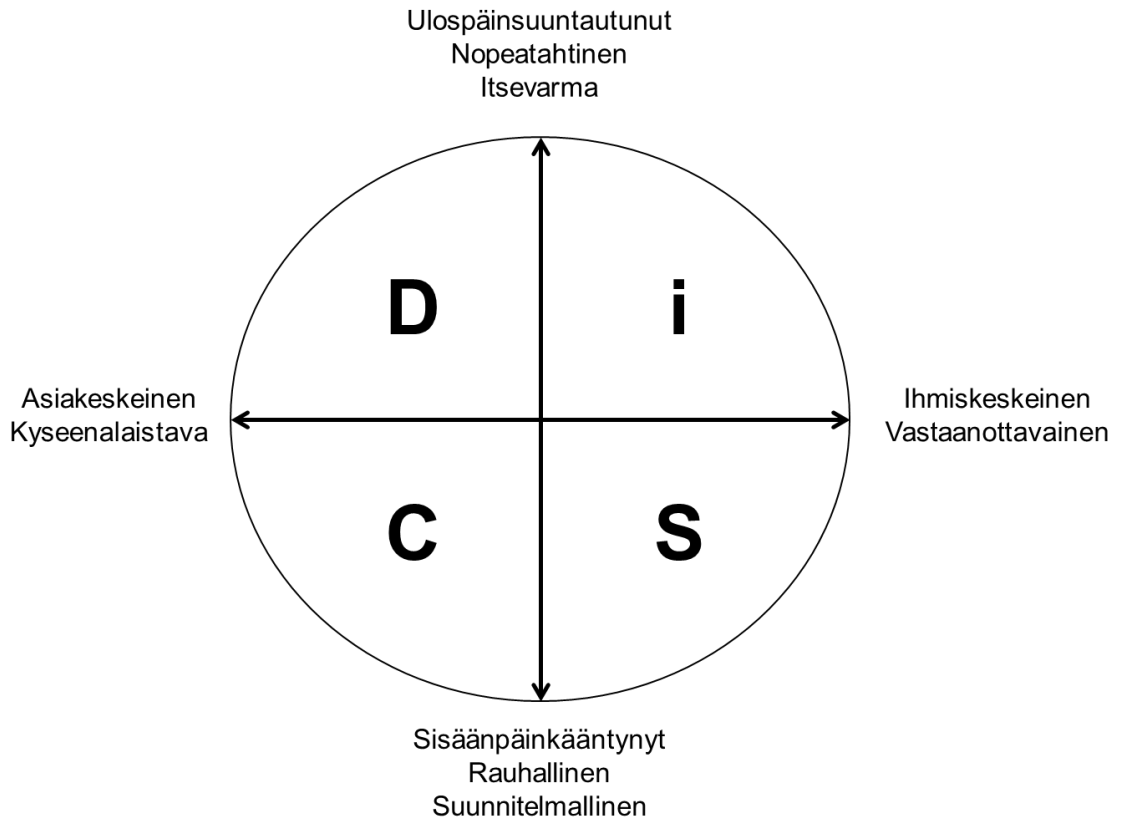 Ulospäinsuuntautunut
Nopeatahtinen
Itsevarma
D
i
Asiakeskeinen
Kyseenalaistava
Ihmiskeskeinen
Vastaanottavainen
C
S
Sisäänpäinkääntynyt
Rauhallinen
Suunnitelmallinen